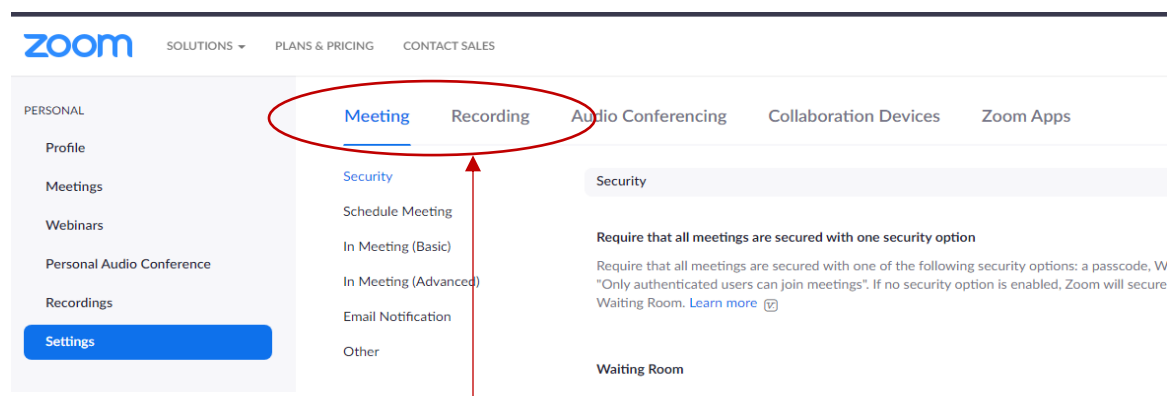 zoom SOLUTIONS PLANS & PRICING CONTACT SALES
PERSONAL
Profile
Meetings
Webinars
Personal Audio Conference
Recordings
Settings
Meeting Recording Audio Conferencing Collaboration Devices Zoom Apps
Security
Schedule Meeting
In Meeting (Basic)
In Meeting (Advanced)
Email Notification
Other
Security
Require that all meetings are secured with one security option
Require that all meetings are secured with one of the following security options: a passcode, W
"Only authenticated users can join meetings". If no security option is enabled, Zoom will secure
Waiting Room. Learn more
Waiting Room